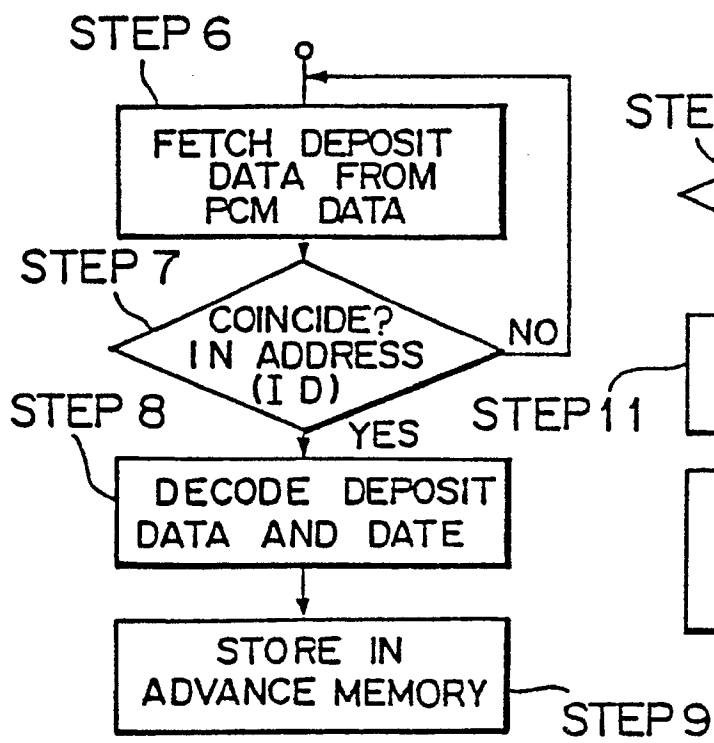 STEP 6
FETCH DEPOSIT
DATA FROM
PCM DATA
STEP 7
COINCIDE?
IN ADDRESS
(ID)
NO
STEP 8
YES
DECODE DEPOSIT
DATA AND DATE
STORE IN
ADVANCE MEMORY
STEP 9
STE
STEP 11